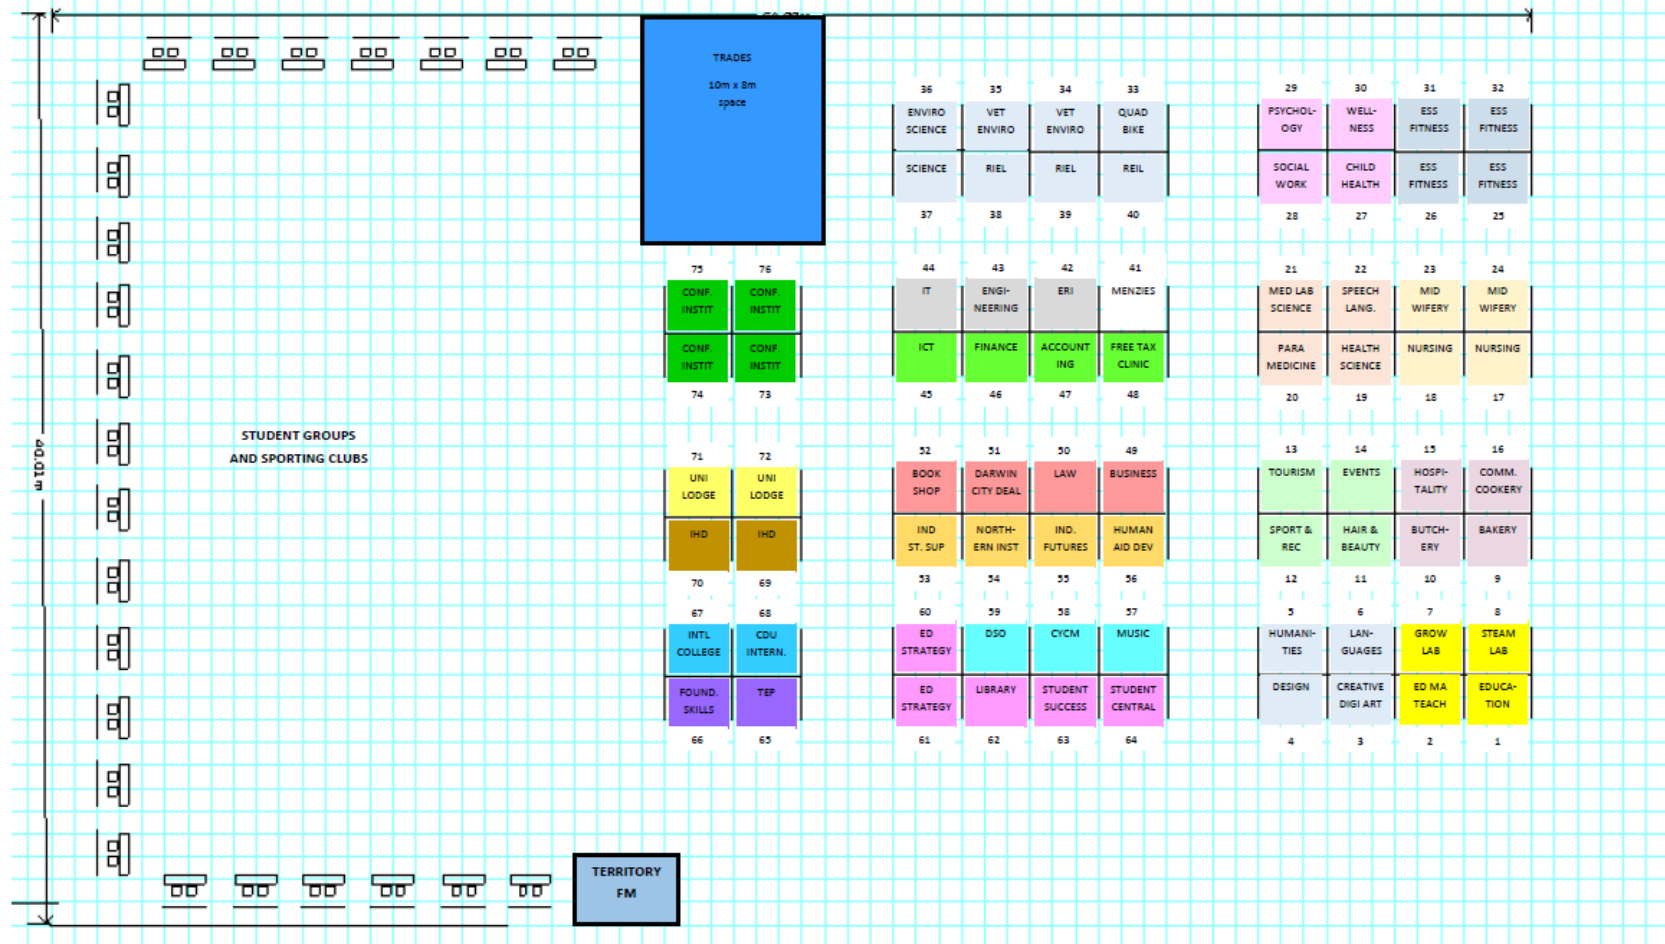 TRADES
10m x 8m
space
36 35 34 33
ENVIRO VET VET QUAD
SCIENCE ENVIRO ENVIRO BIKE
SCIENCE RIEL RIEL REIL
37 38 39 40
29 30 31 32
PSYCHOL- WELL- ESS ESS
OGY NESS FITNESS FITNESS
SOCIAL CHILD ESS ESS
WORK HEALTH FITNESS FITNESS
28 27 26 25
75 76
CONF. CONF.
INSTIT INSTIT
CONF. CONF.
INSTIT INSTIT
74 73
44 43 42 41
IT ENGI- ERI MENZIES
NEERING
ICT FINANCE ACCOUNT FREE TAX
ING CLINIC
45 46 47 48
21 22 23 24
MED LAB SPEECH MID MID
SCIENCE LANG. WIFERY WIFERY
PARA HEALTH NURSING NURSING
MEDICINE SCIENCE
20 19 18 17
STUDENT GROUPS
AND SPORTING CLUBS
40.01 m
71 72
UNI UNI
LODGE LODGE
IHD IHD
70 69
52 51 50 49
BOOK DARWIN LAW BUSINESS
SHOP CITY DEAL
IND NORTH- IND. HUMAN
ST. SUP ERN INST FUTURES AID DEV
53 54 55 56
13 14 15 16
TOURISM EVENTS HOSPI- COMM.
TALITY COOKERY
SPORT & HAIR & BUTCH- BAKERY
REC BEAUTY ERY
12 11 10 9
67 68
INTL CDU
COLLEGE INTERN.
FOUND. TEP
SKILLS
66 65
60 59 58 57
ED DSO CYCM MUSIC
STRATEGY
ED LIBRARY STUDENT STUDENT
STRATEGY SUCCESS CENTRAL
61 62 63 64
5 6 7 8
HUMANI- LAN- GROW STEAM
TIES GUAGES LAB LAB
DESIGN CREATIVE ED MA EDUCA-
DIGI ART TEACH TION
4 3 2 1
TERRITORY
FM